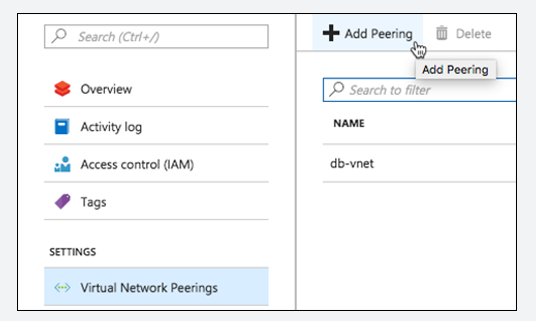 Search (Ctrl+/)
Overview
Activity log
Access control (IAM)
Tags
SETTINGS
Virtual Network Peerings
Add Peering
Delete
Add Peering
Search to filter
NAME
db-vnet